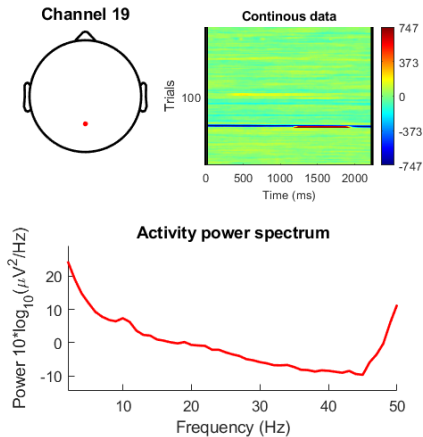 Channel 19
Continous data
Trials
100
0
500
1000
1500
2000
Time (ms)
747
373
0
-373
-747
Activity power spectrum
Power 10*log10(μV2/Hz)
20
10
0
-10
10
20
30
40
50
Frequency (Hz)